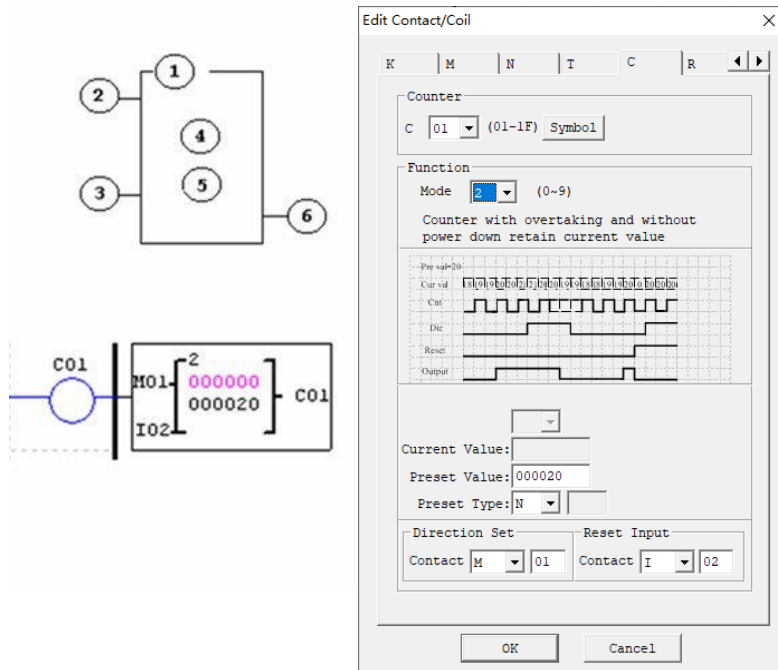 1
2
3
4
5
6
C01
2
M01
000000
000020
C01
I02
Edit Contact/Coil
K M N T C R
Counter
C 01 (01-1F) Symbol
Function
Mode 2 (0~9)
Counter with overtaking and without
power down retain current value
Pre val=20
Cur val
Cnt
Dir
Reset
Output
Current Value:
Preset Value: 000020
Preset Type: N
Direction Set
Contact M 01
Reset Input
Contact I 02
OK Cancel